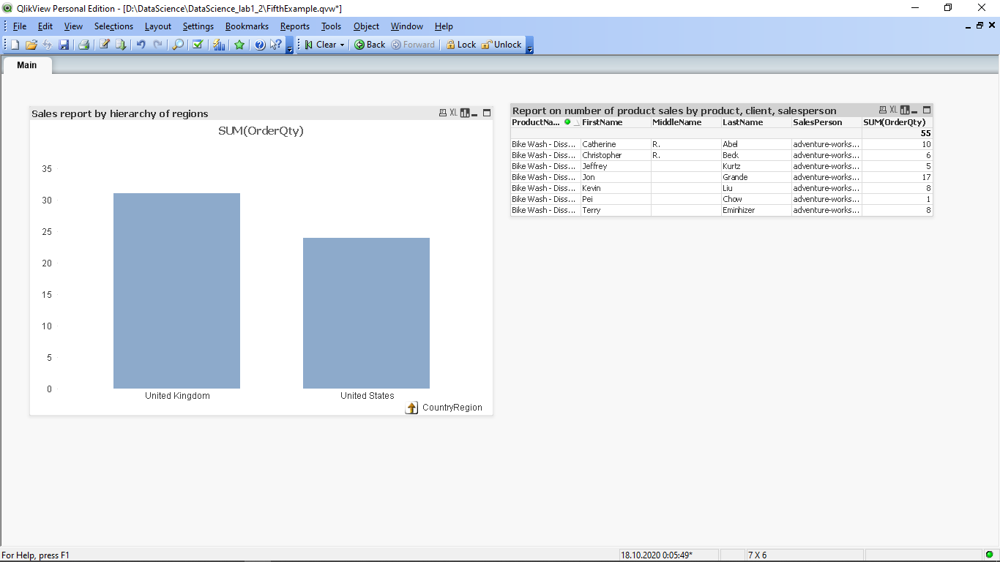 QlikView Personal Edition - [D:\DataScience\DataScience_lab1_2\FifthExample.qvw*]
File Edit View Selections Layout Settings Bookmarks Reports Tools Object Window Help
Clear Back Forward Lock Unlock
Main
Sales report by hierarchy of regions XL
SUM(OrderQty)
35
30
25
20
15
10
5
0
United Kingdom United States
CountryRegion
Report on number of product sales by product, client, salesperson XL
ProductNa... FirstName MiddleName LastName SalesPerson SUM(OrderQty)
55
Bike Wash - Diss... Catherine R. Abel adventure-works... 10
Bike Wash - Diss... Christopher R. Beck adventure-works... 6
Bike Wash - Diss... Jeffrey Kurtz adventure-works... 5
Bike Wash - Diss... Jon Grande adventure-works... 17
Bike Wash - Diss... Kevin Liu adventure-works... 8
Bike Wash - Diss... Pei Chow adventure-works... 1
Bike Wash - Diss... Terry Eminhizer adventure-works... 8
For Help, press F1 18.10.2020 0:05:49* 7 X 6